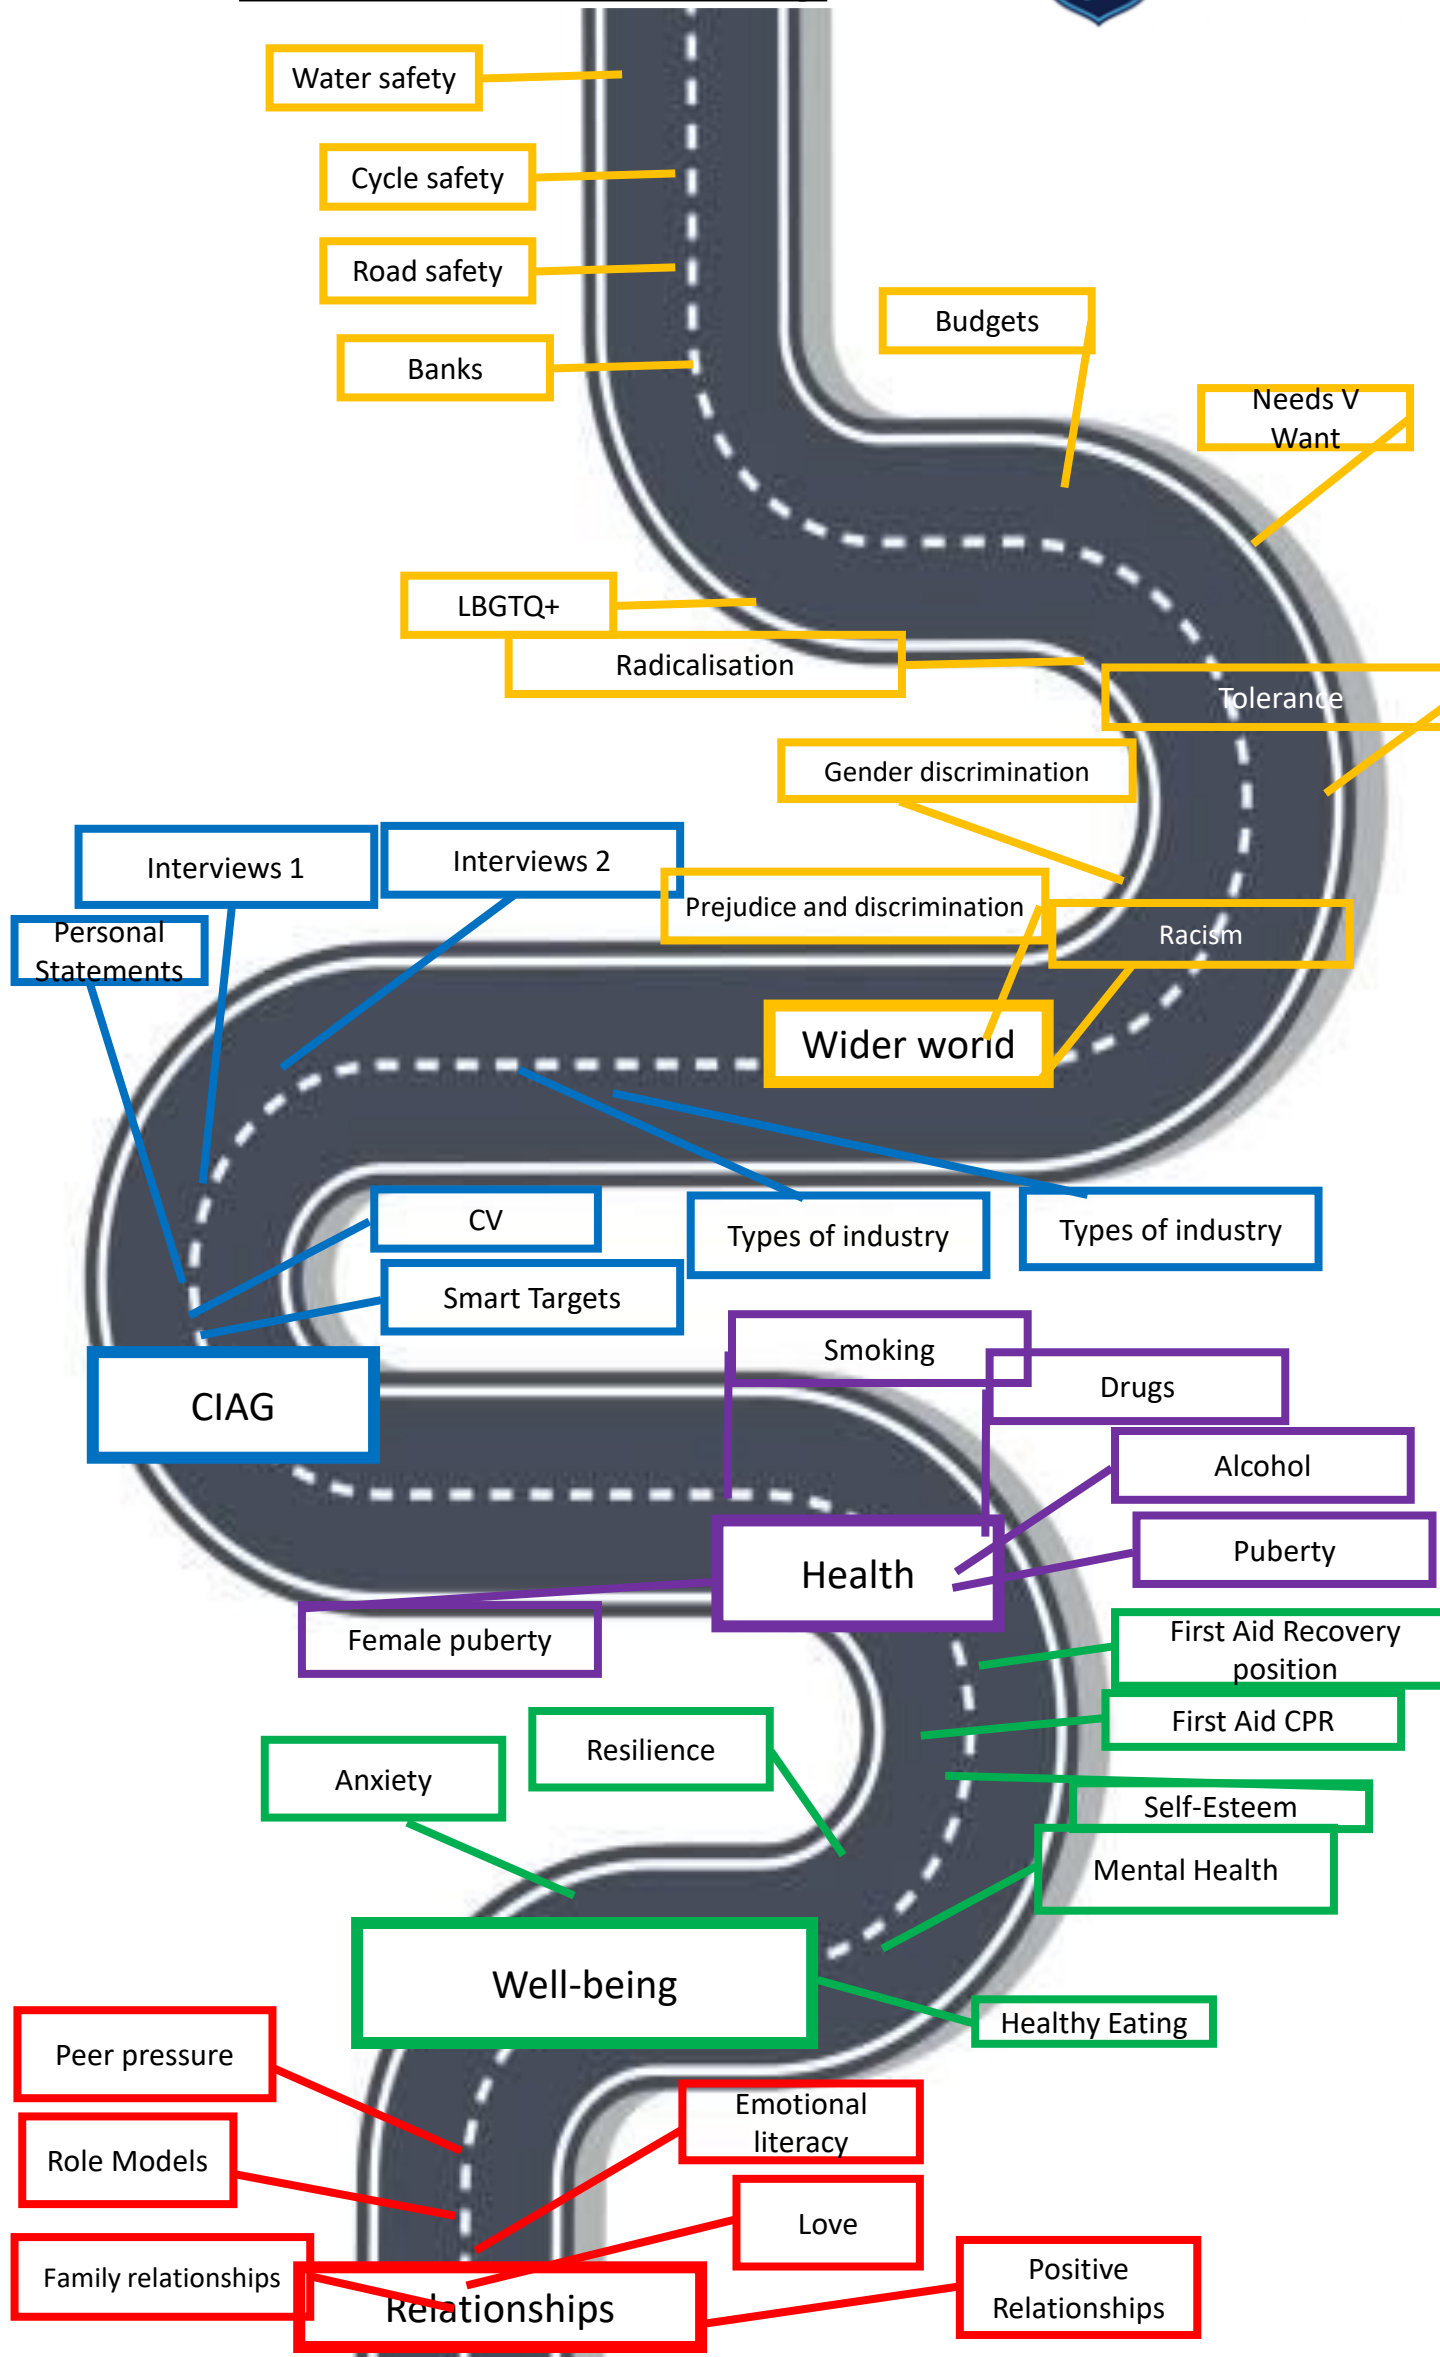 Water safety
Cycle safety
Road safety
Budgets
Banks
Needs V
Want
LBGTQ+
Radicalisation
Tolerance
Gender discrimination
Interviews 1
Interviews 2
Prejudice and discrimination
Personal
Statements
Racism
Wider world
CV
Types of industry
Types of industry
Smart Targets
Smoking
Drugs
CIAG
Alcohol
Puberty
Health
Female puberty
First Aid Recovery
position
First Aid CPR
Resilience
Anxiety
Self-Esteem
Mental Health
Well-being
Healthy Eating
Peer pressure
Emotional
literacy
Role Models
Love
Family relationships
Positive
Relationships
Relationships